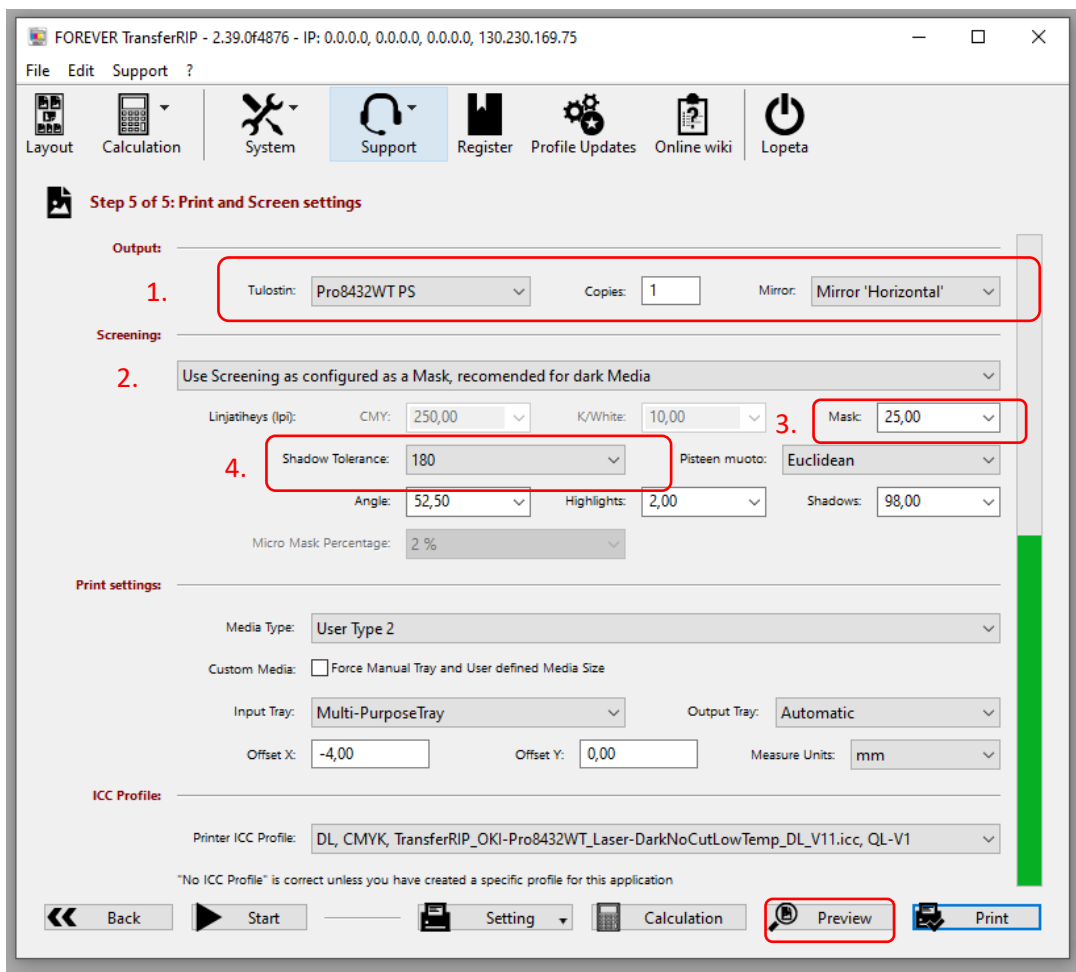 FOREVER TransferRIP - 2.39.0f4876 - IP: 0.0.0.0, 0.0.0.0, 0.0.0.0, 130.230.169.75
File Edit Support ?
Layout Calculation System Support Register Profile Updates Online wiki Lopeta
Step 5 of 5: Print and Screen settings
Output:
1. Tulostin: Pro8432WT PS Copies: 1 Mirror: Mirror 'Horizontal'
Screening:
2. Use Screening as configured as a Mask, recomended for dark Media
Linjatiheys (lpi): CMY: 250,00 K/White: 10,00 3. Mask: 25,00
4. Shadow Tolerance: 180 Pisteen muoto: Euclidean
Angle: 52,50 Highlights: 2,00 Shadows: 98,00
Micro Mask Percentage: 2 %
Print settings:
Media Type: User Type 2
Custom Media: Force Manual Tray and User defined Media Size
Input Tray: Multi-PurposeTray Output Tray: Automatic
Offset X: -4,00 Offset Y: 0,00 Measure Units: mm
ICC Profile:
Printer ICC Profile: DL, CMYK, TransferRIP_OKI-Pro8432WT_Laser-DarkNoCutLowTemp_DL_V11.icc, QL-V1
"No ICC Profile" is correct unless you have created a specific profile for this application
Back Start Setting Calculation Preview Print